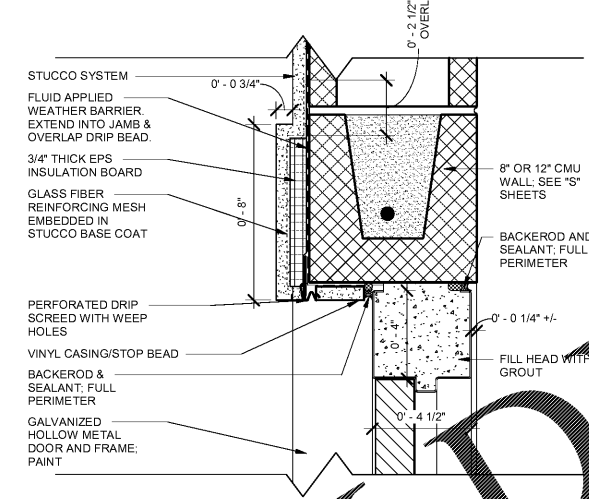 0' - 2 1/2"
OVERL
STUCCO SYSTEM
0' - 0 3/4"
FLUID APPLIED
WEATHER BARRIER.
EXTEND INTO JAMB &
OVERLAP DRIP BEAD.
3/4" THICK EPS
INSULATION BOARD
GLASS FIBER
REINFORCING MESH
EMBEDDED IN
STUCCO BASE COAT
0' - 8"
8" OR 12" CMU
WALL; SEE "S"
SHEETS
BACKEROD AND
SEALANT; FULL
PERIMETER
PERFORATED DRIP
SCREED WITH WEEP
HOLES
0' - 4"
0' - 0 1/4" +/-
VINYL CASING/STOP BEAD
FILL HEAD WITH
GROUT
BACKEROD &
SEALANT; FULL
PERIMETER
0' - 4 1/2"
GALVANIZED
HOLLOW METAL
DOOR AND FRAME;
PAINT